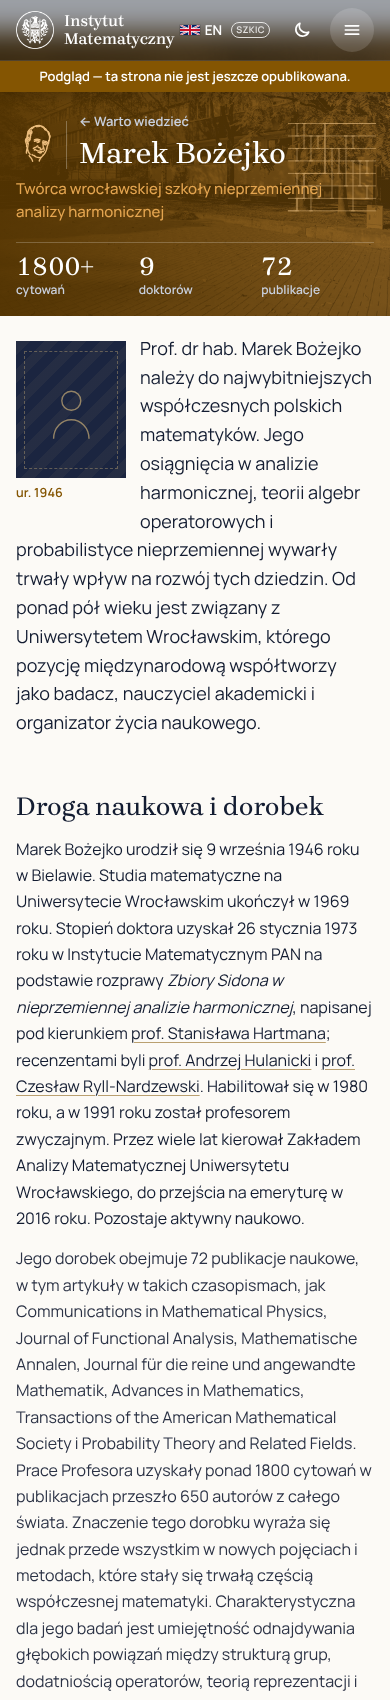 Instytut
Matematyczny
EN
SZKIC
Podgląd — ta strona nie jest jeszcze opublikowana.
← Warto wiedzieć
Marek Bożejko
Twórca wrocławskiej szkoły nieprzemiennej
analizy harmonicznej
1800+
cytowań
9
doktorów
72
publikacje
ur. 1946
Prof. dr hab. Marek Bożejko
należy do najwybitniejszych
współczesnych polskich
matematyków. Jego
osiągnięcia w analizie
harmonicznej, teorii algebr
operatorowych i
probabilistyce nieprzemiennej wywarły
trwały wpływ na rozwój tych dziedzin. Od
ponad pół wieku jest związany z
Uniwersytetem Wrocławskim, którego
pozycję międzynarodową współtworzy
jako badacz, nauczyciel akademicki i
organizator życia naukowego.
Droga naukowa i dorobek
Marek Bożejko urodził się 9 września 1946 roku
w Bielawie. Studia matematyczne na
Uniwersytecie Wrocławskim ukończył w 1969
roku. Stopień doktora uzyskał 26 stycznia 1973
roku w Instytucie Matematycznym PAN na
podstawie rozprawy Zbiory Sidona w
nieprzemiennej analizie harmonicznej, napisanej
pod kierunkiem prof. Stanisława Hartmana;
recenzentami byli prof. Andrzej Hulanicki i prof.
Czesław Ryll-Nardzewski. Habilitował się w 1980
roku, a w 1991 roku został profesorem
zwyczajnym. Przez wiele lat kierował Zakładem
Analizy Matematycznej Uniwersytetu
Wrocławskiego, do przejścia na emeryturę w
2016 roku. Pozostaje aktywny naukowo.
Jego dorobek obejmuje 72 publikacje naukowe,
w tym artykuły w takich czasopismach, jak
Communications in Mathematical Physics,
Journal of Functional Analysis, Mathematische
Annalen, Journal für die reine und angewandte
Mathematik, Advances in Mathematics,
Transactions of the American Mathematical
Society i Probability Theory and Related Fields.
Prace Profesora uzyskały ponad 1800 cytowań w
publikacjach przeszło 650 autorów z całego
świata. Znaczenie tego dorobku wyraża się
jednak przede wszystkim w nowych pojęciach i
metodach, które stały się trwałą częścią
współczesnej matematyki. Charakterystyczna
dla jego badań jest umiejętność odnajdywania
głębokich powiązań między strukturą grup,
dodatniością operatorów, teorią reprezentacji i